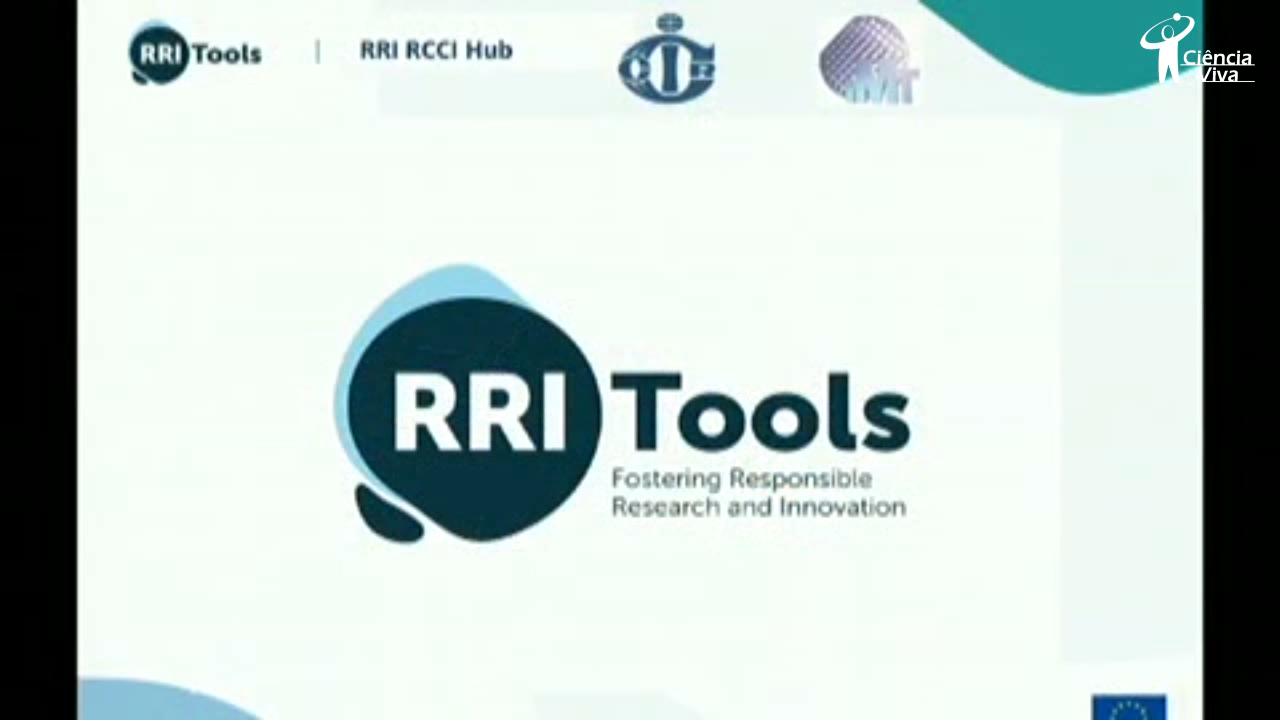 RRI Tools
RRI RCCI Hub
Ciência
Viva
RRI Tools
Fostering Responsible
Research and Innovation